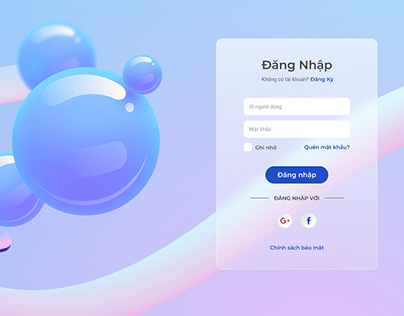 Đăng Nhập
Không có tài khoản? Đăng Ký
ID người dùng
Mật khẩu
Ghi nhớ
Quên mật khẩu?
Đăng nhập
ĐĂNG NHẬP VỚI
G+ f
Chính sách bảo mật